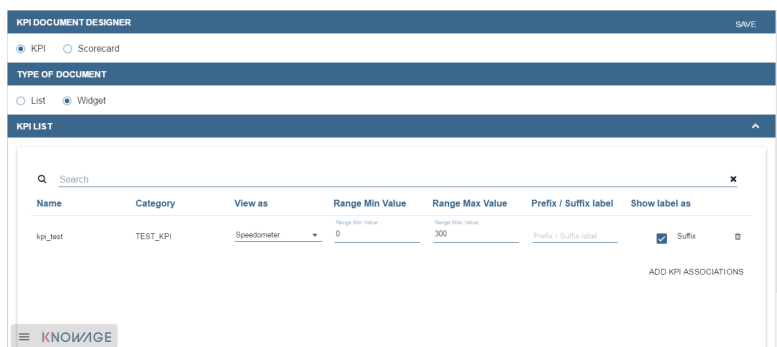 KPI DOCUMENT DESIGNER SAVE
KPI Scorecard
TYPE OF DOCUMENT
List Widget
KPI LIST
Search
Name Category View as Range Min Value Range Max Value Prefix / Suffix label Show label as
Range Min Value Range Max Value
kpi_test TEST_KPI Speedometer 0 300 Prefix / Suffix label Suffix
ADD KPI ASSOCIATIONS
KNOWAGE